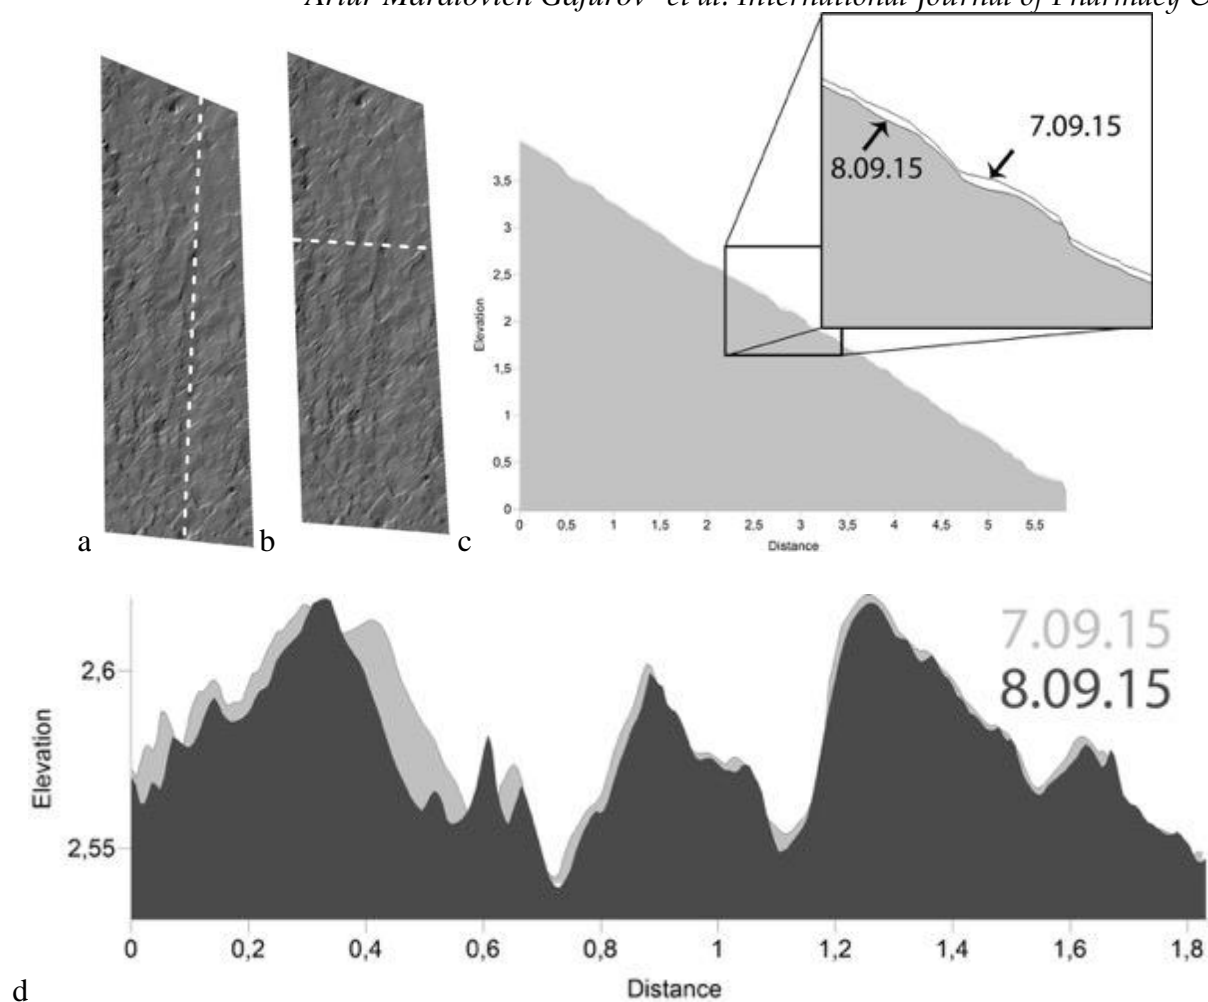 Artur Maratovich Gafurov et al. International Journal of Pharmacy
7.09.15
8.09.15
3,5
3
2,5
2
1,5
1
0,5
0
Elevation
0 0,5 1 1,5 2 2,5 3 3,5 4 4,5 5 5,5
Distance
a b c
7.09.15
8.09.15
2,6
2,55
Elevation
0 0,2 0,4 0,6 0,8 1 1,2 1,4 1,6 1,8
Distance
d